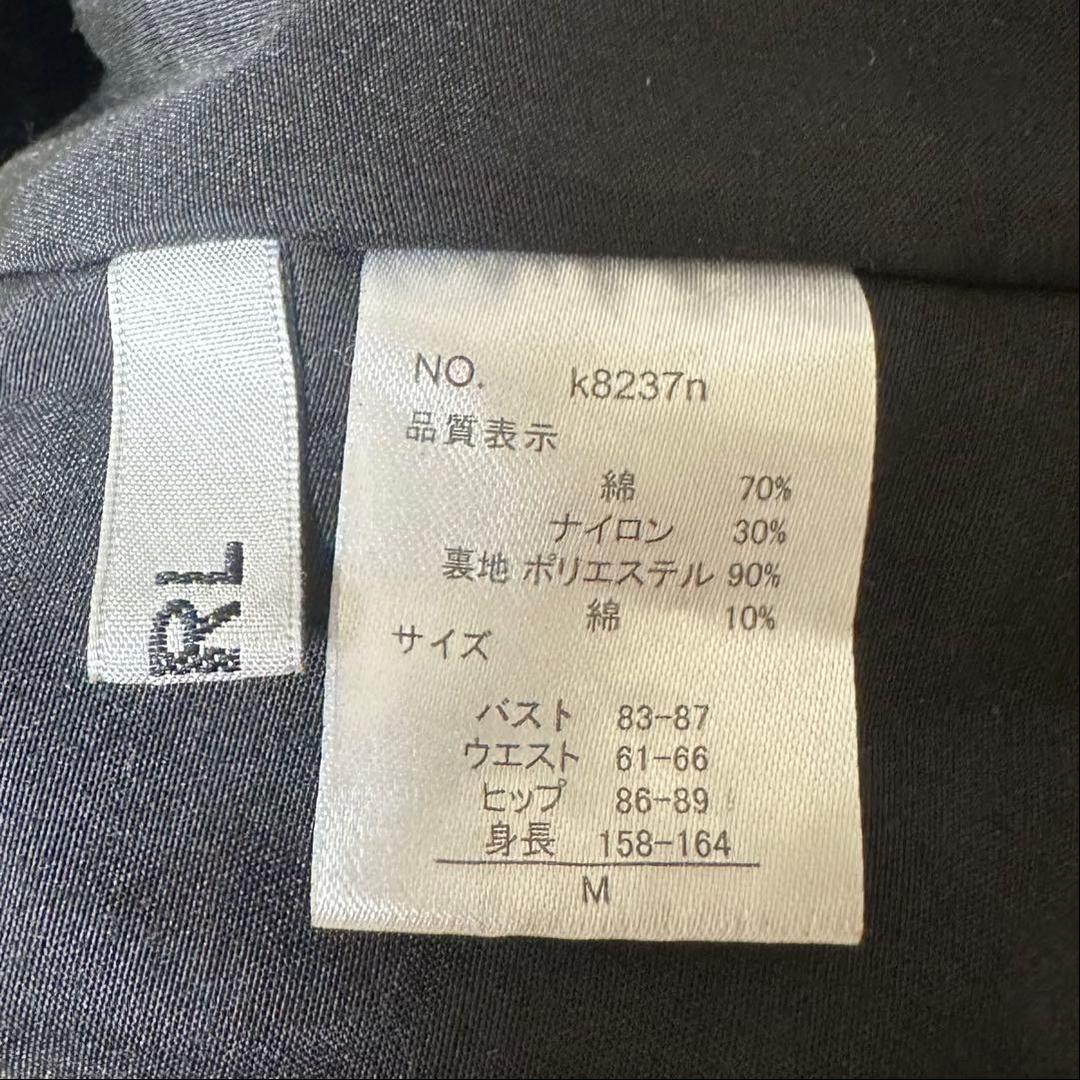 RL
NO. k8237n
品質表示
綿 70%
ナイロン 30%
裏地 ポリエステル 90%
綿 10%
サイズ
バスト 83-87
ウエスト 61-66
ヒップ 86-89
身長 158-164
M